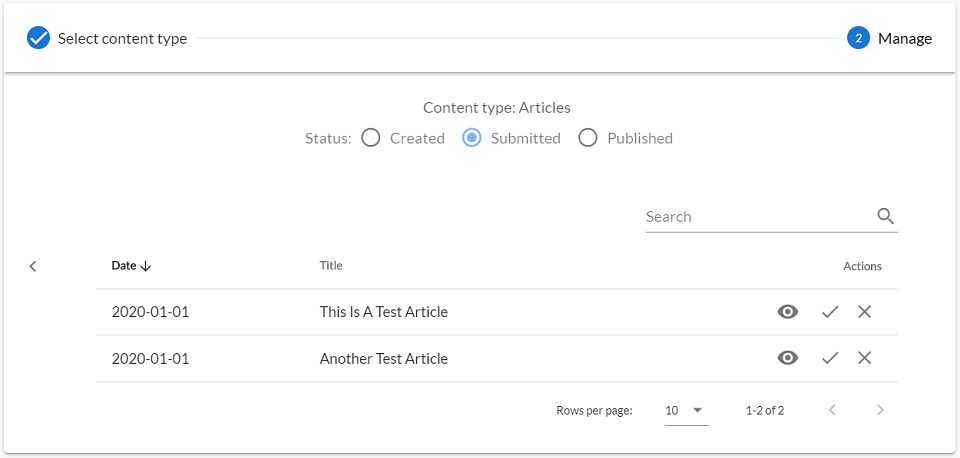 Select content type 2 Manage
Content type: Articles
Status: Created Submitted Published
Search
Date Title Actions
2020-01-01 This Is A Test Article
2020-01-01 Another Test Article
Rows per page: 10 1-2 of 2